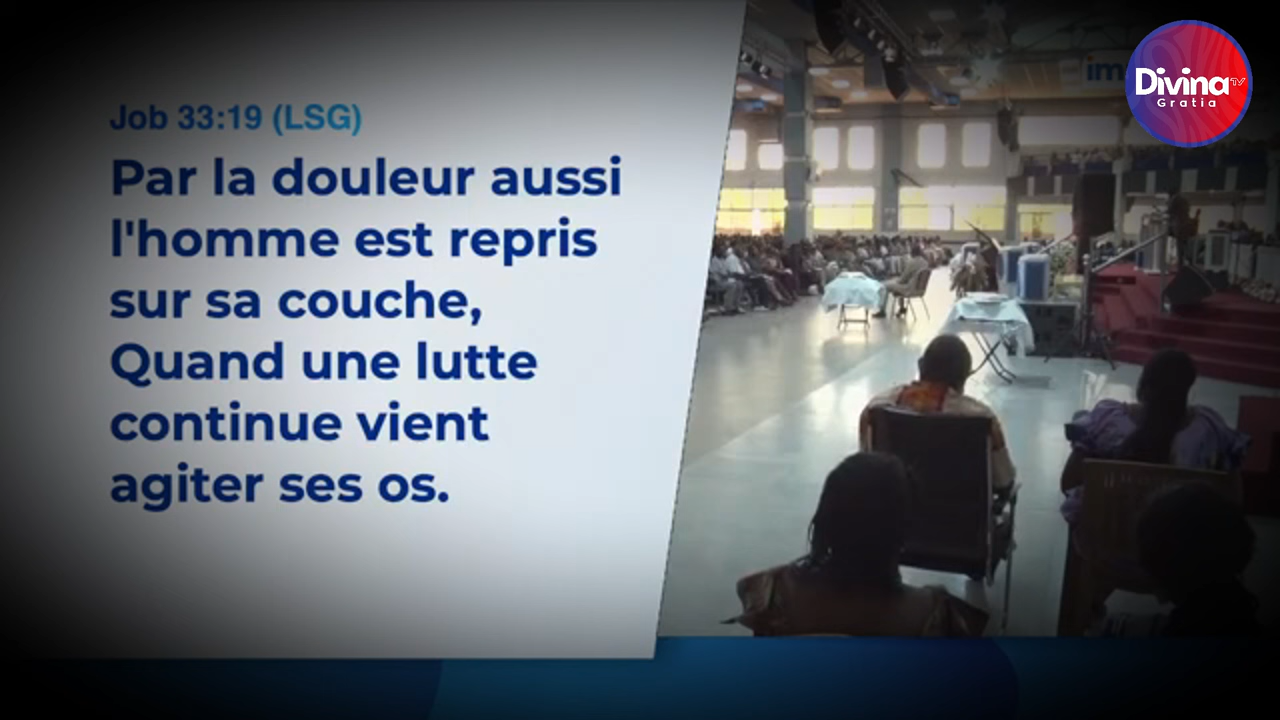 Job 33:19 (LSG)
Par la douleur aussi
l'homme est repris
sur sa couche,
Quand une lutte
continue vient
agiter ses os.
im
Divina TV
Gratia